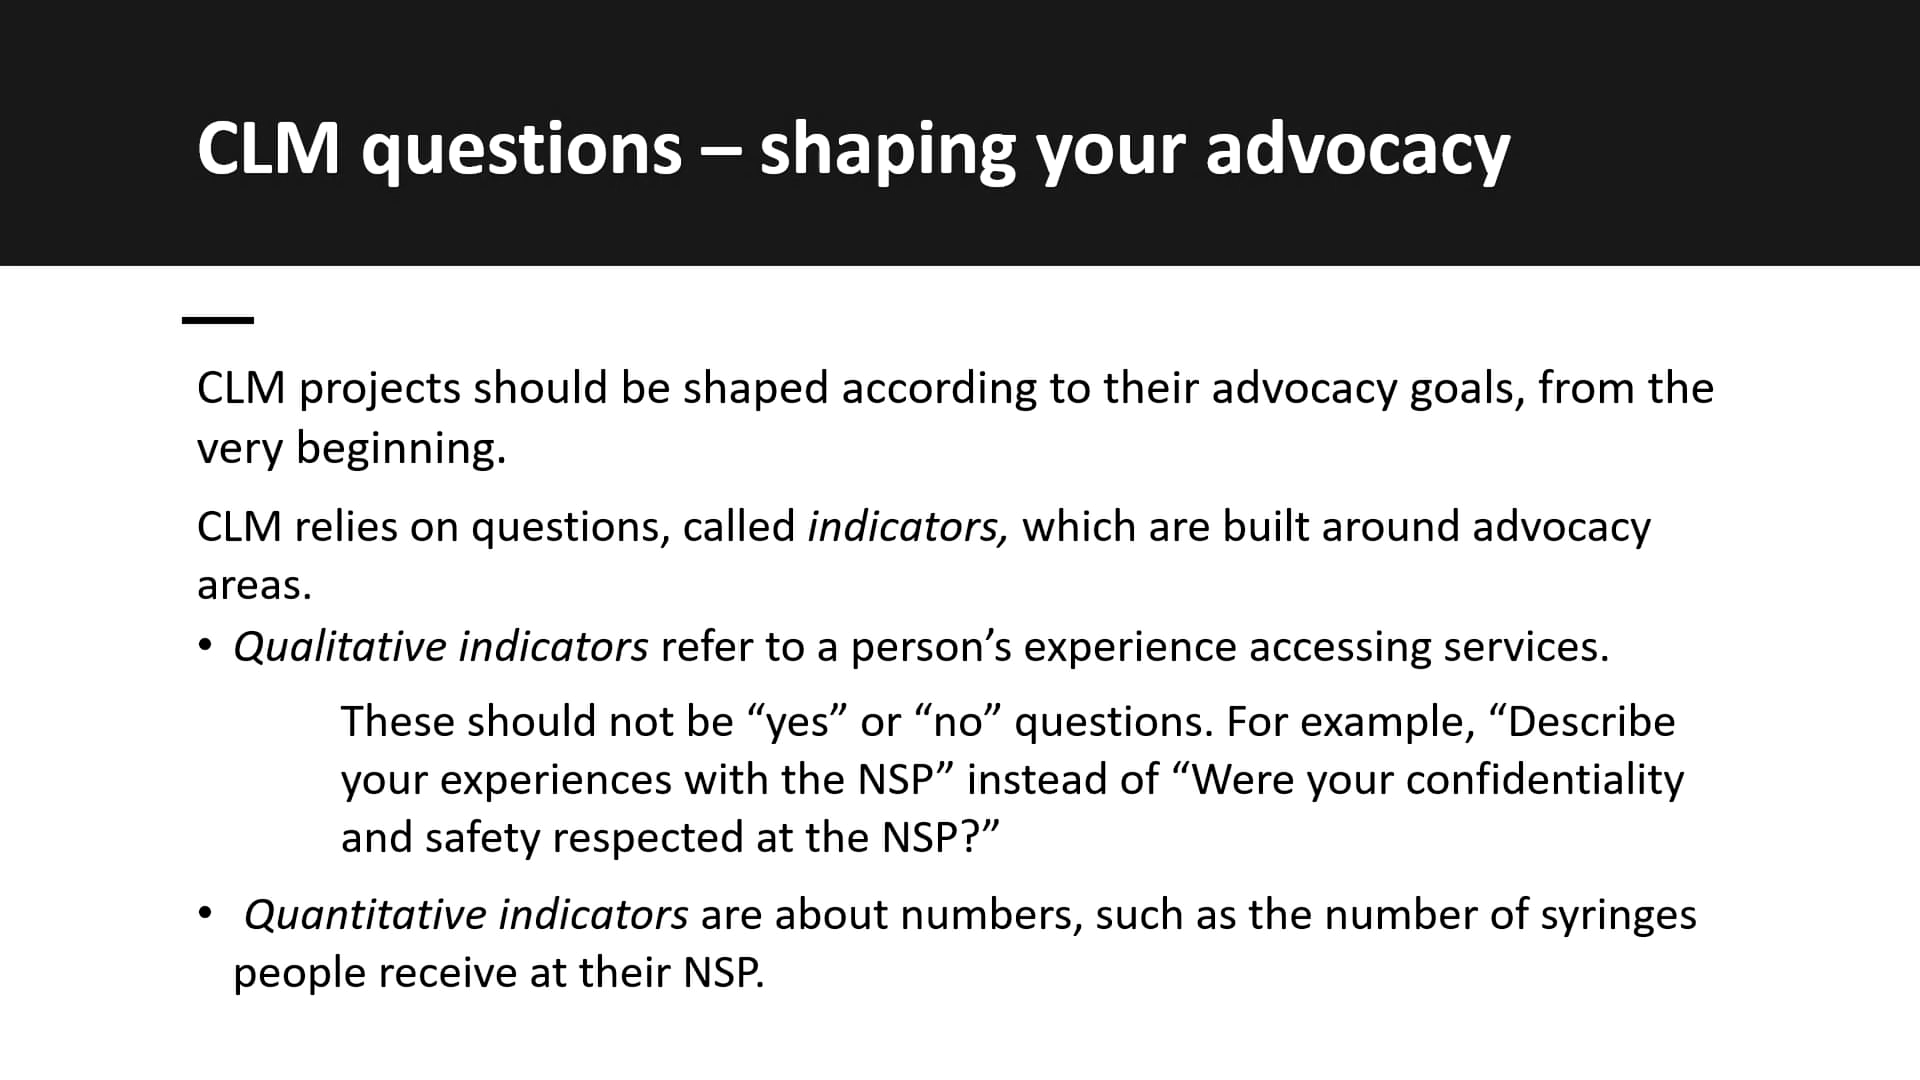 CLM questions – shaping your advocacy
CLM projects should be shaped according to their advocacy goals, from the
very beginning.
CLM relies on questions, called indicators, which are built around advocacy
areas.
• Qualitative indicators refer to a person’s experience accessing services.
These should not be “yes” or “no” questions. For example, “Describe
your experiences with the NSP” instead of “Were your confidentiality
and safety respected at the NSP?”
• Quantitative indicators are about numbers, such as the number of syringes
people receive at their NSP.